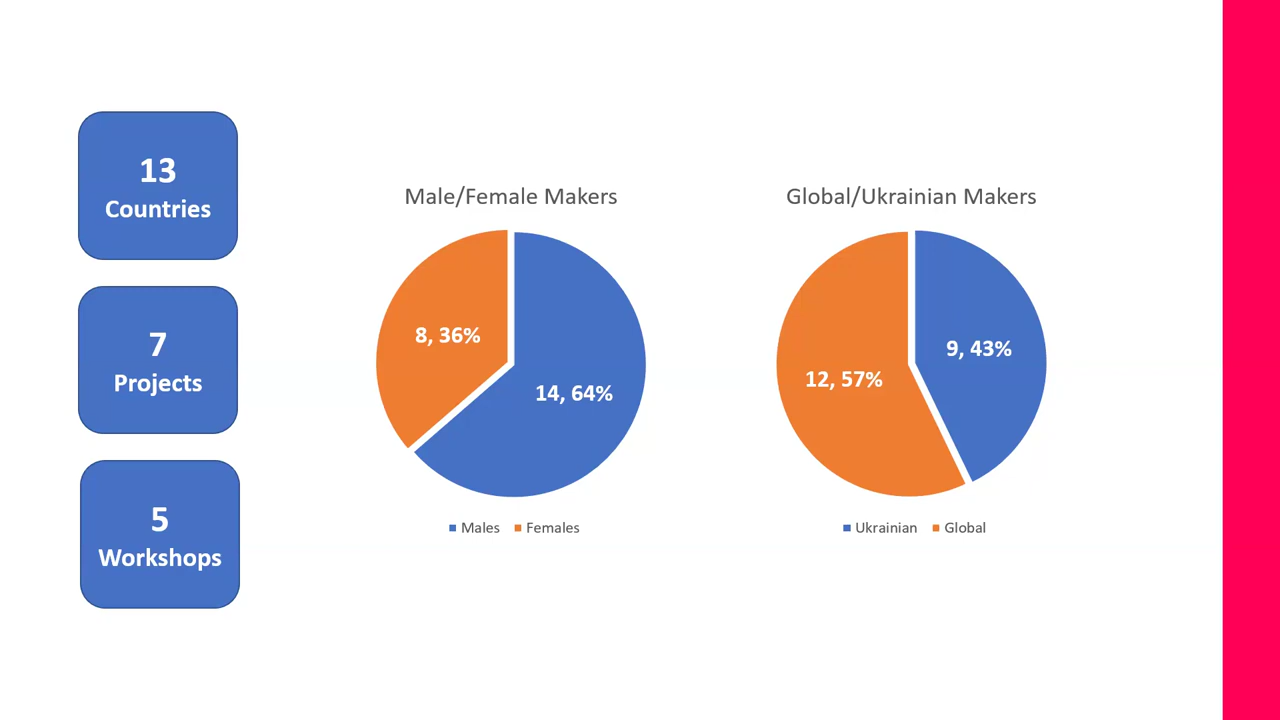 13
Countries
7
Projects
5
Workshops
Male/Female Makers
8, 36%
14, 64%
Males
Females
Global/Ukrainian Makers
9, 43%
12, 57%
Ukrainian
Global